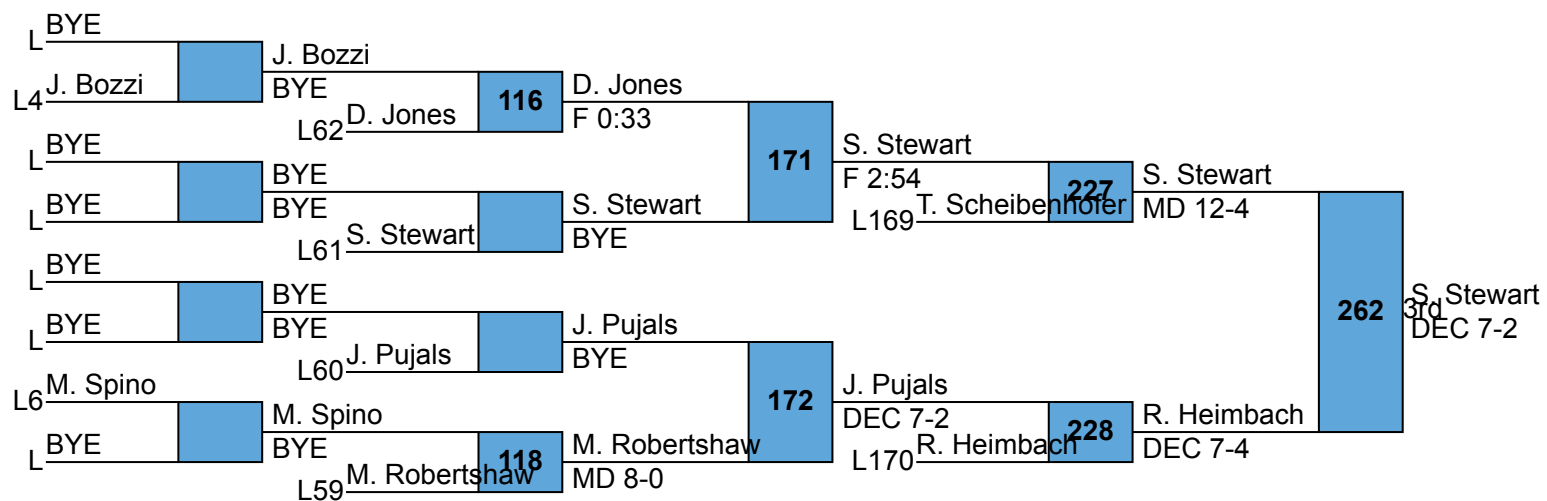 BYE
L
J. Bozzi
L4
J. Bozzi
BYE
D. Jones
L62
116
D. Jones
F 0:33
BYE
L
BYE
L
BYE
BYE
S. Stewart
L61
S. Stewart
BYE
171
S. Stewart
F 2:54
T. Scheibenhofer
L169
227
S. Stewart
MD 12-4
BYE
L
BYE
L
BYE
BYE
J. Pujals
L60
J. Pujals
BYE
M. Spino
L6
BYE
L
M. Spino
BYE
M. Robertshaw
L59
118
M. Robertshaw
MD 8-0
172
J. Pujals
DEC 7-2
R. Heimbach
L170
228
R. Heimbach
DEC 7-4
262
S. Stewart
3rd
DEC 7-2